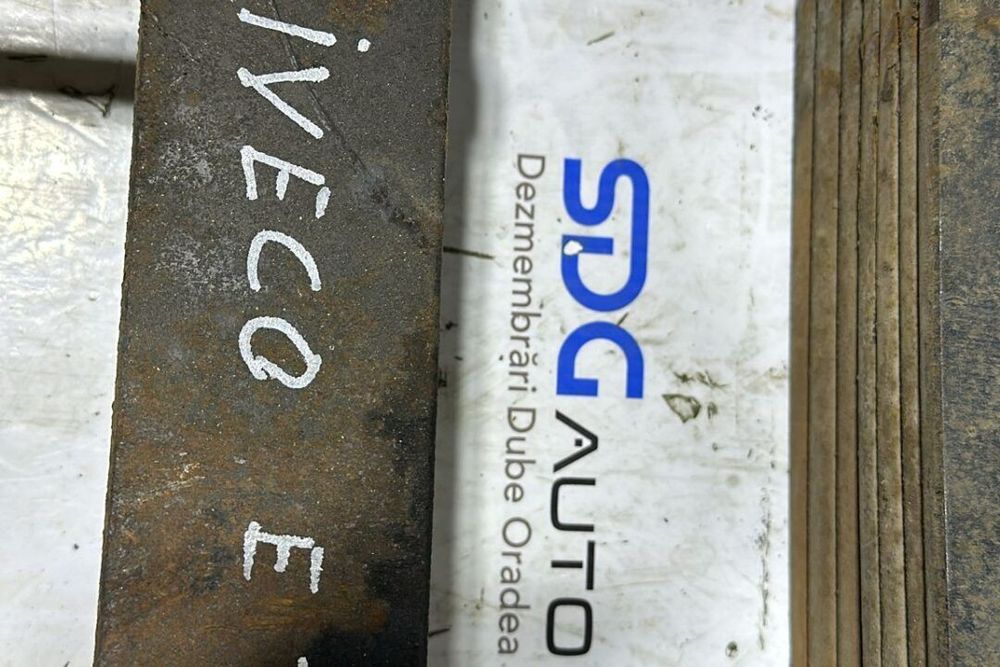 iVECO E
SDG AUTO
Dezmembrări Dube Oradea